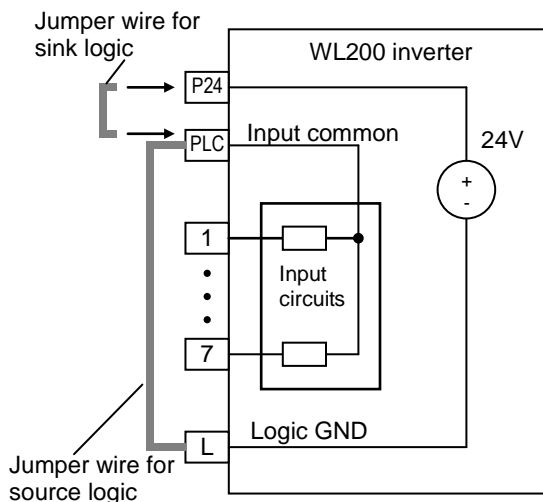 Jumper wire for
sink logic
WL200 inverter
P24
PLC
Input common
24V
+
-
1
Input
circuits
7
L
Logic GND
Jumper wire for
source logic